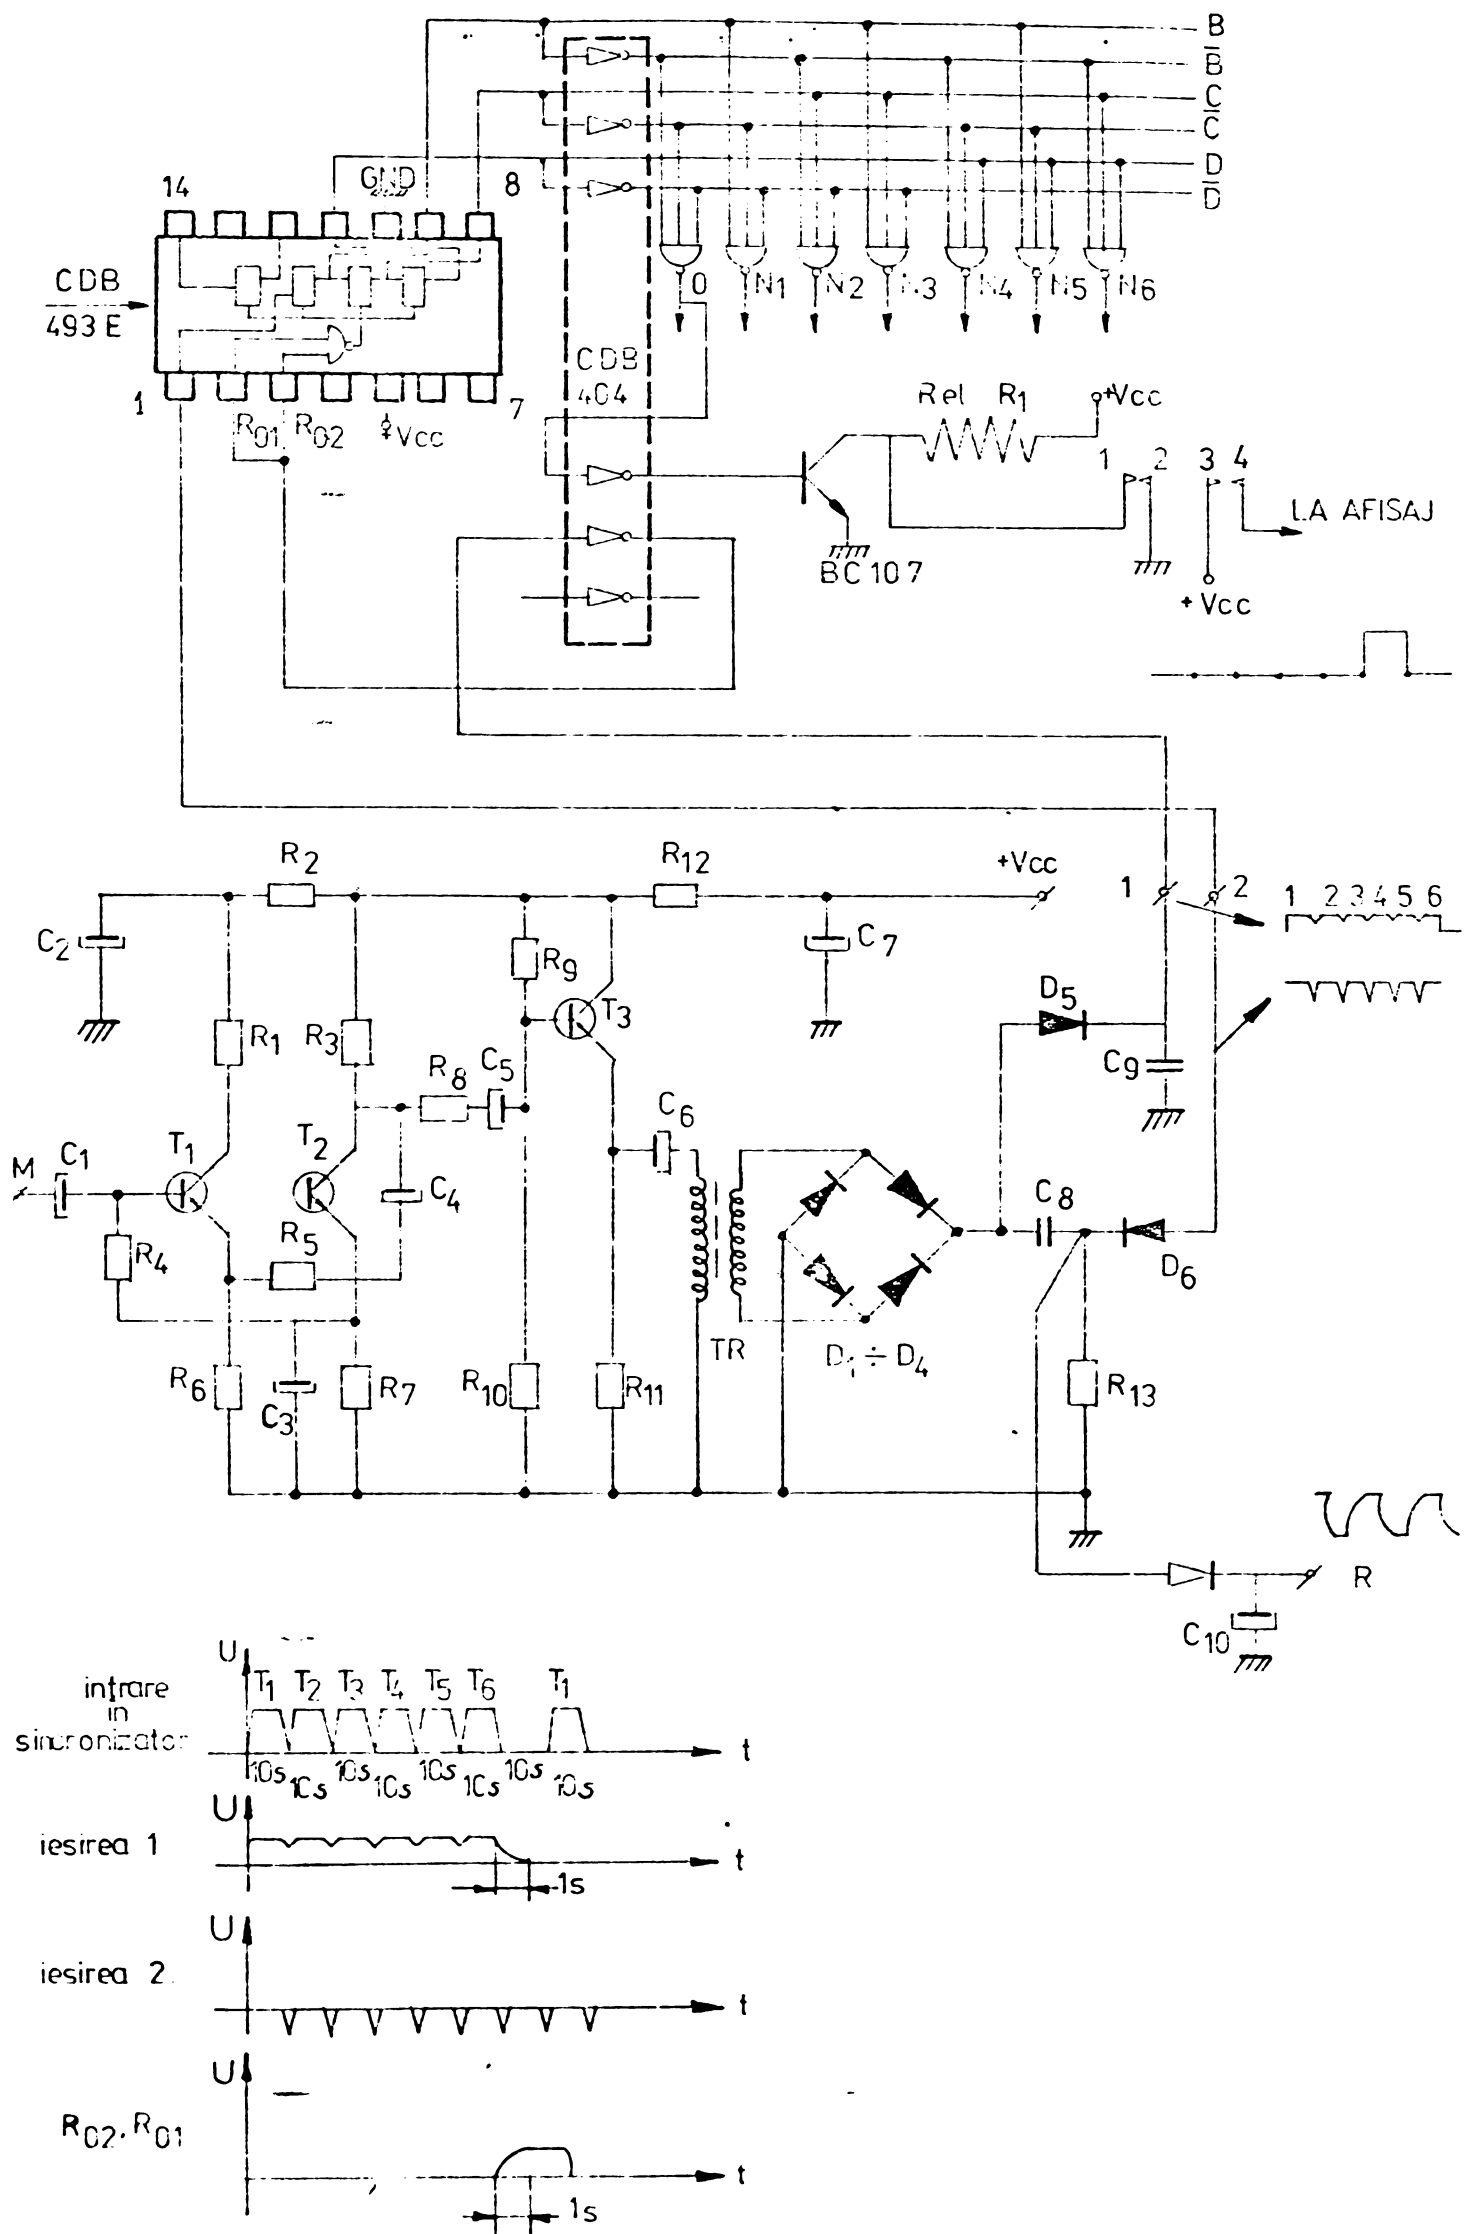 B
B̅
C
C̅
D
D̅
14
GND
8
CDB
493 E
1
7
R01 R02 Vcc
CDB
404
0 N1 N2 N3 N4 N5 N6
Rel R1 +Vcc
1 2 3 4
LA AFISAJ
BC 107
+Vcc
R2 R12 +Vcc 1 2
1 2 3 4 5 6
C2 R9 C7
R1 R3 T3 D5
R8 C5 C9
C6
M C1 T1 T2 C4 C8
R4 R5 D6
TR D1 ÷ D4
R6 C3 R7 R10 R11 R13
R
C10
U
intrare
in
sincronizator
T1 T2 T3 T4 T5 T6 T1
t
10s 10s 10s 10s 10s 10s 10s 10s
U
iesirea 1
t
1s
U
iesirea 2.
t
U
R02, R01
t
1s